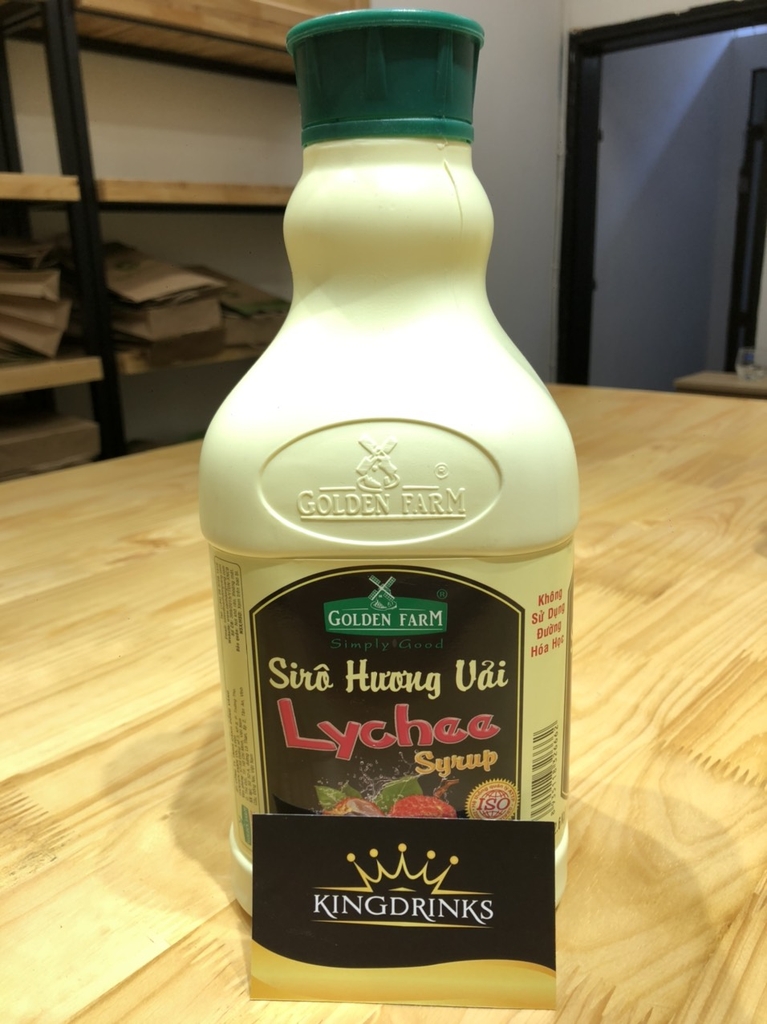 GOLDEN FARM
GOLDEN FARM
Simply Good
Sirô Hương Vải
Lychee
Syrup
ISO
Không
Sử Dụng
Đường
Hóa Học
KINGDRINKS